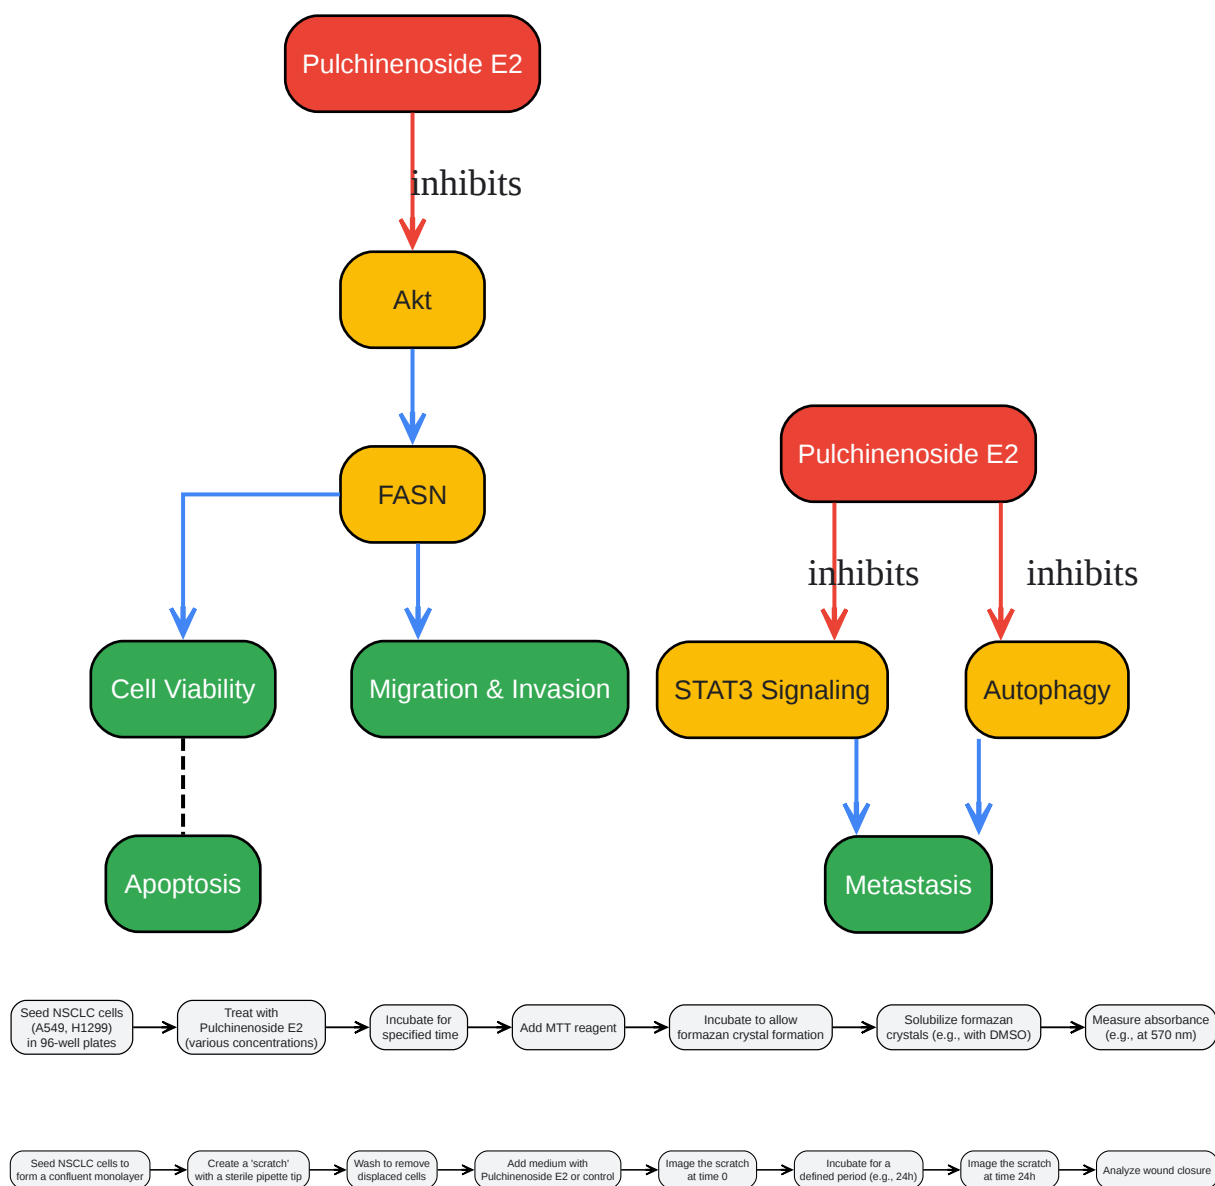 Pulchinenoside E2
inhibits
Akt
FASN
Cell Viability
Migration & Invasion
Apoptosis
Pulchinenoside E2
inhibits
inhibits
STAT3 Signaling
Autophagy
Metastasis
Seed NSCLC cells
(A549, H1299)
in 96-well plates
Treat with
Pulchinenoside E2
(various concentrations)
Incubate for
specified time
Add MTT reagent
Incubate to allow
formazan crystal formation
Solubilize formazan
crystals (e.g., with DMSO)
Measure absorbance
(e.g., at 570 nm)
Seed NSCLC cells to
form a confluent monolayer
Create a 'scratch'
with a sterile pipette tip
Wash to remove
displaced cells
Add medium with
Pulchinenoside E2 or control
Image the scratch
at time 0
Incubate for a
defined period (e.g., 24h)
Image the scratch
at time 24h
Analyze wound closure